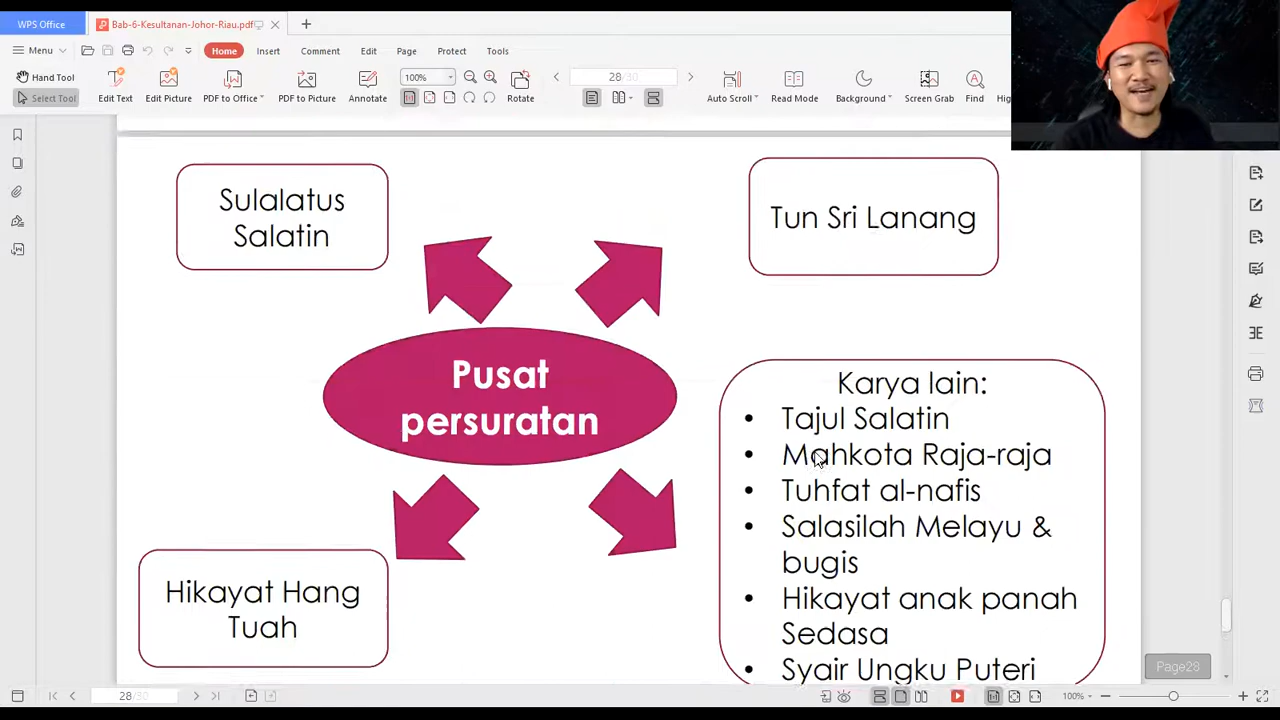 WPS Office
Bab-6-Kesultanan-Johor-Riau.pdf
Menu
Home
Insert
Comment
Edit
Page
Protect
Tools
Hand Tool
Select Tool
Edit Text
Edit Picture
PDF to Office
PDF to Picture
Annotate
100%
Rotate
28/30
Auto Scroll
Read Mode
Background
Screen Grab
Find
Sulalatus
Salatin
Tun Sri Lanang
Pusat
persuratan
Karya lain:
• Tajul Salatin
• Mahkota Raja-raja
• Tuhfat al-nafis
• Salasilah Melayu &
bugis
• Hikayat anak panah
Sedasa
• Syair Ungku Puteri
Hikayat Hang
Tuah
Page28
28/30
100%